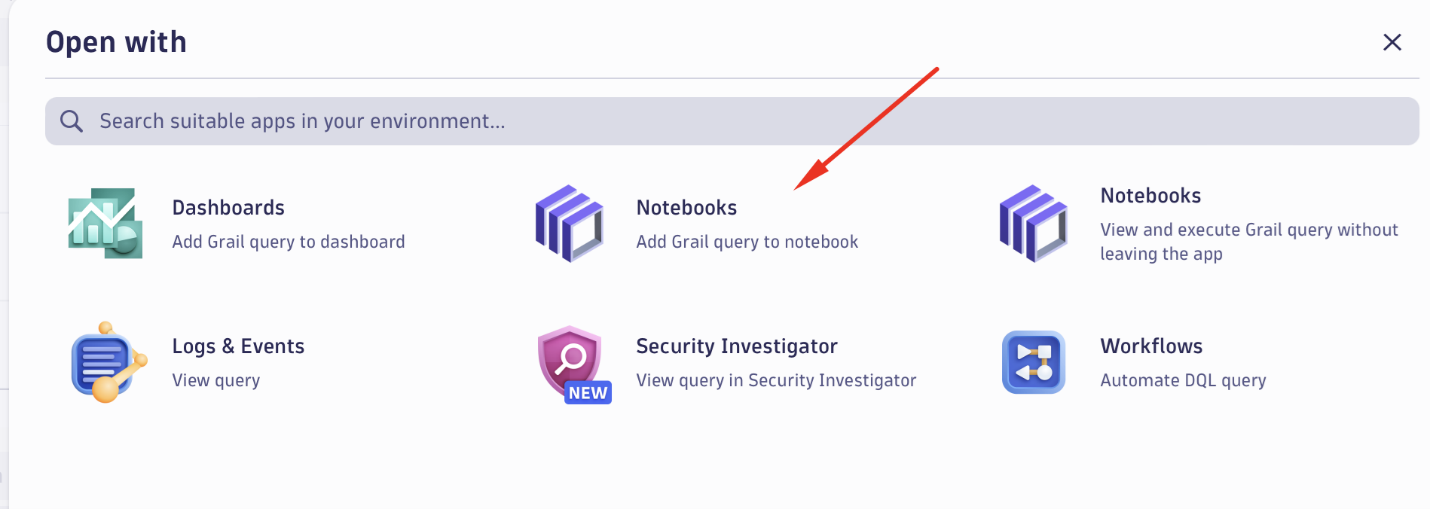 Open with
Search suitable apps in your environment...
Dashboards
Add Grail query to dashboard
Notebooks
Add Grail query to notebook
Notebooks
View and execute Grail query without
leaving the app
Logs & Events
View query
Security Investigator
View query in Security Investigator
NEW
Workflows
Automate DQL query